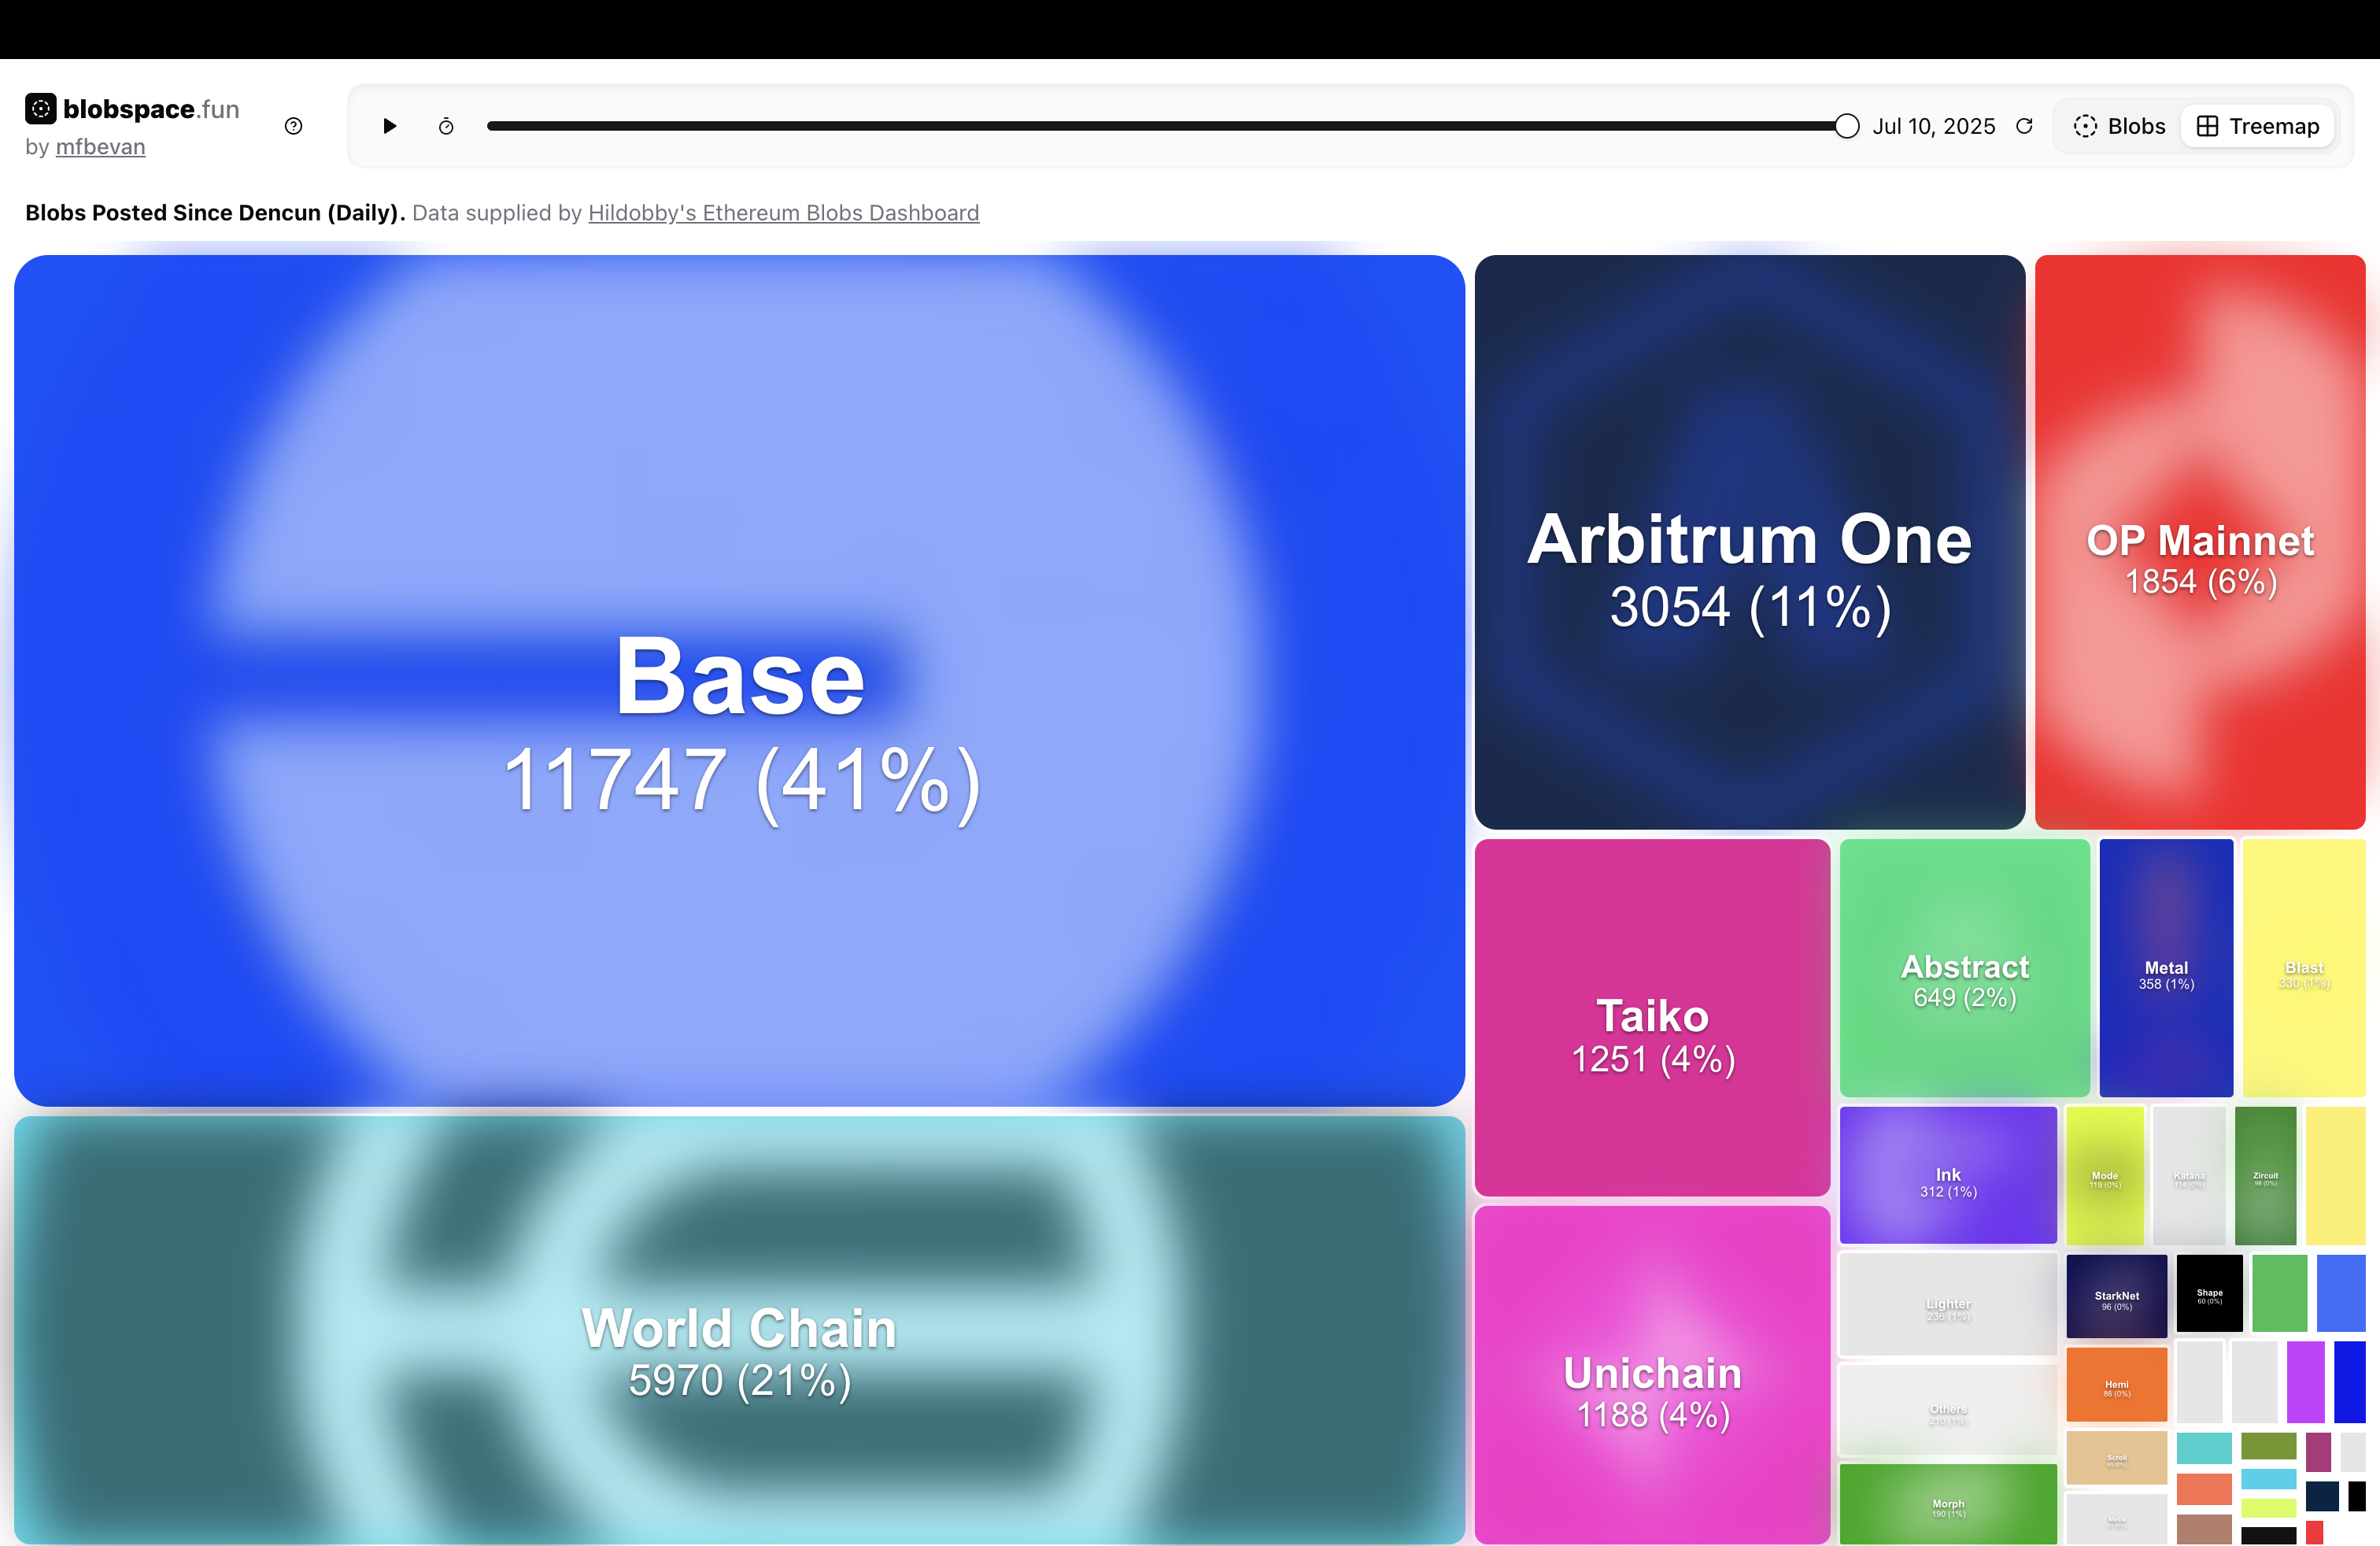 blobspace.fun
by mfbevan
Jul 10, 2025
Blobs
Treemap
Blobs Posted Since Dencun (Daily). Data supplied by Hildobby's Ethereum Blobs Dashboard
Base
11747 (41%)
Arbitrum One
3054 (11%)
OP Mainnet
1854 (6%)
World Chain
5970 (21%)
Taiko
1251 (4%)
Abstract
649 (2%)
Metal
358 (1%)
Blast
330 (1%)
Unichain
1188 (4%)
Ink
312 (1%)
Mode
119 (0%)
Katana
Zircuit
98 (0%)
Lighter
236 (1%)
StarkNet
96 (0%)
Shape
60 (0%)
Others
210 (1%)
Hemi
86 (0%)
Morph
190 (1%)
Scroll